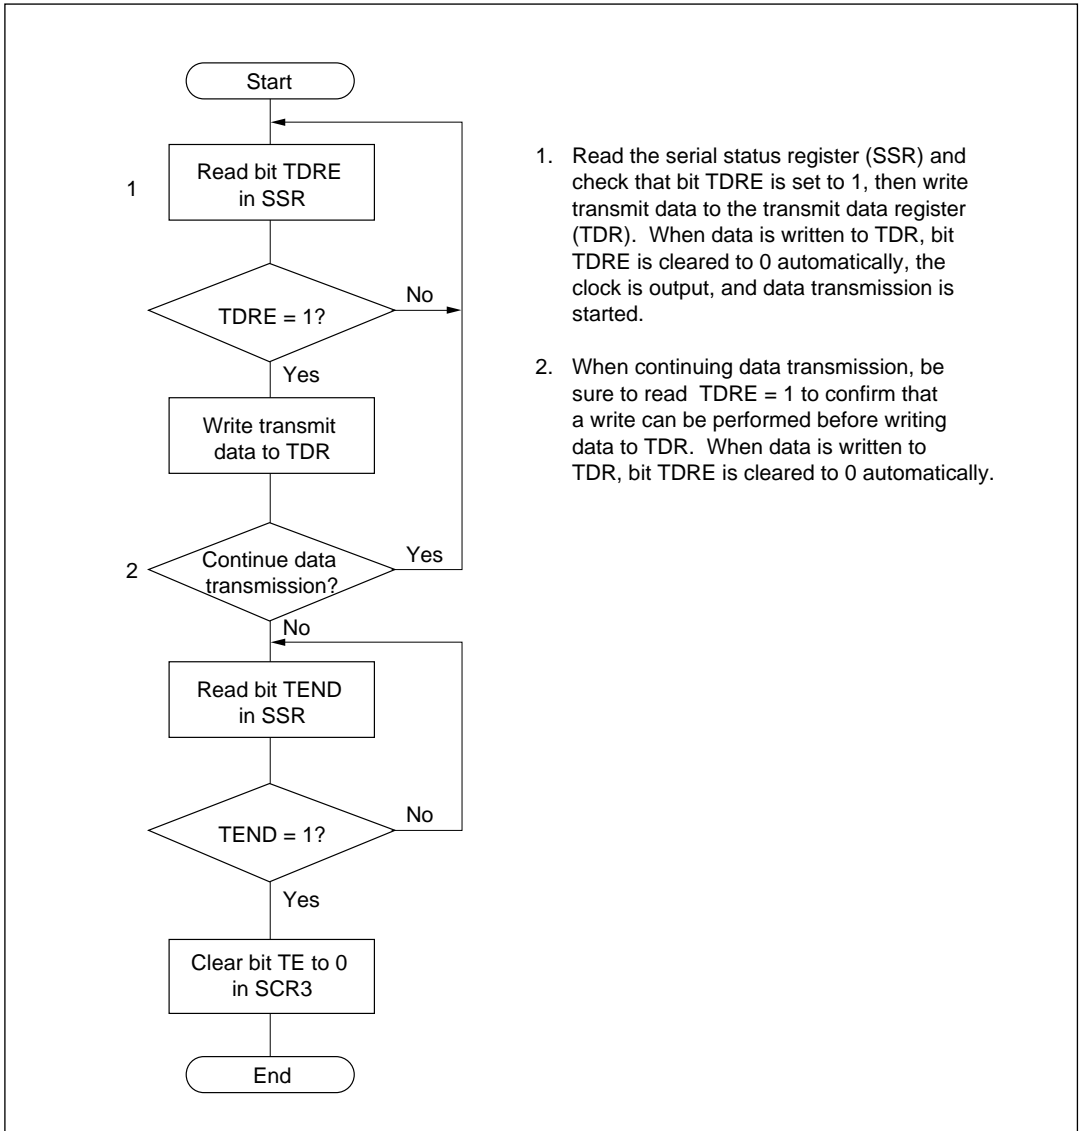 Start
1
Read bit TDRE
in SSR
TDRE = 1?
No
Yes
Write transmit
data to TDR
2
Continue data
transmission?
Yes
No
Read bit TEND
in SSR
TEND = 1?
No
Yes
Clear bit TE to 0
in SCR3
End
1. Read the serial status register (SSR) and
check that bit TDRE is set to 1, then write
transmit data to the transmit data register
(TDR). When data is written to TDR, bit
TDRE is cleared to 0 automatically, the
clock is output, and data transmission is
started.
2. When continuing data transmission, be
sure to read TDRE = 1 to confirm that
a write can be performed before writing
data to TDR. When data is written to
TDR, bit TDRE is cleared to 0 automatically.